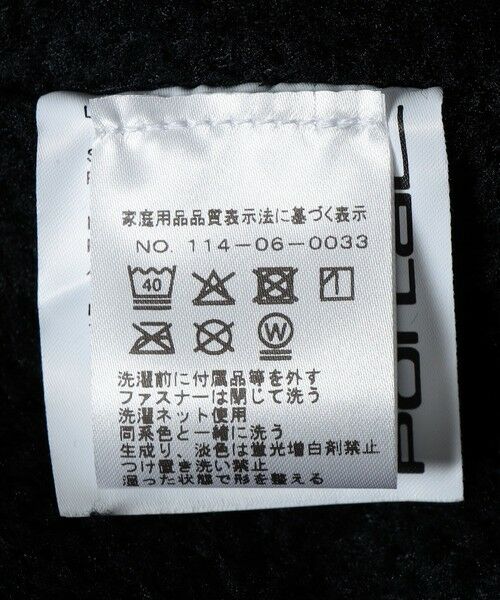 家庭用品品質表示法に基づく表示
NO. 114-06-0033
40
W
洗濯前に付属品等を外す
ファスナーは閉じて洗う
洗濯ネット使用
同系色と一緒に洗う
生成り、淡色は蛍光増白剤禁止
つけ置き洗い禁止
湿った状態で形を整える